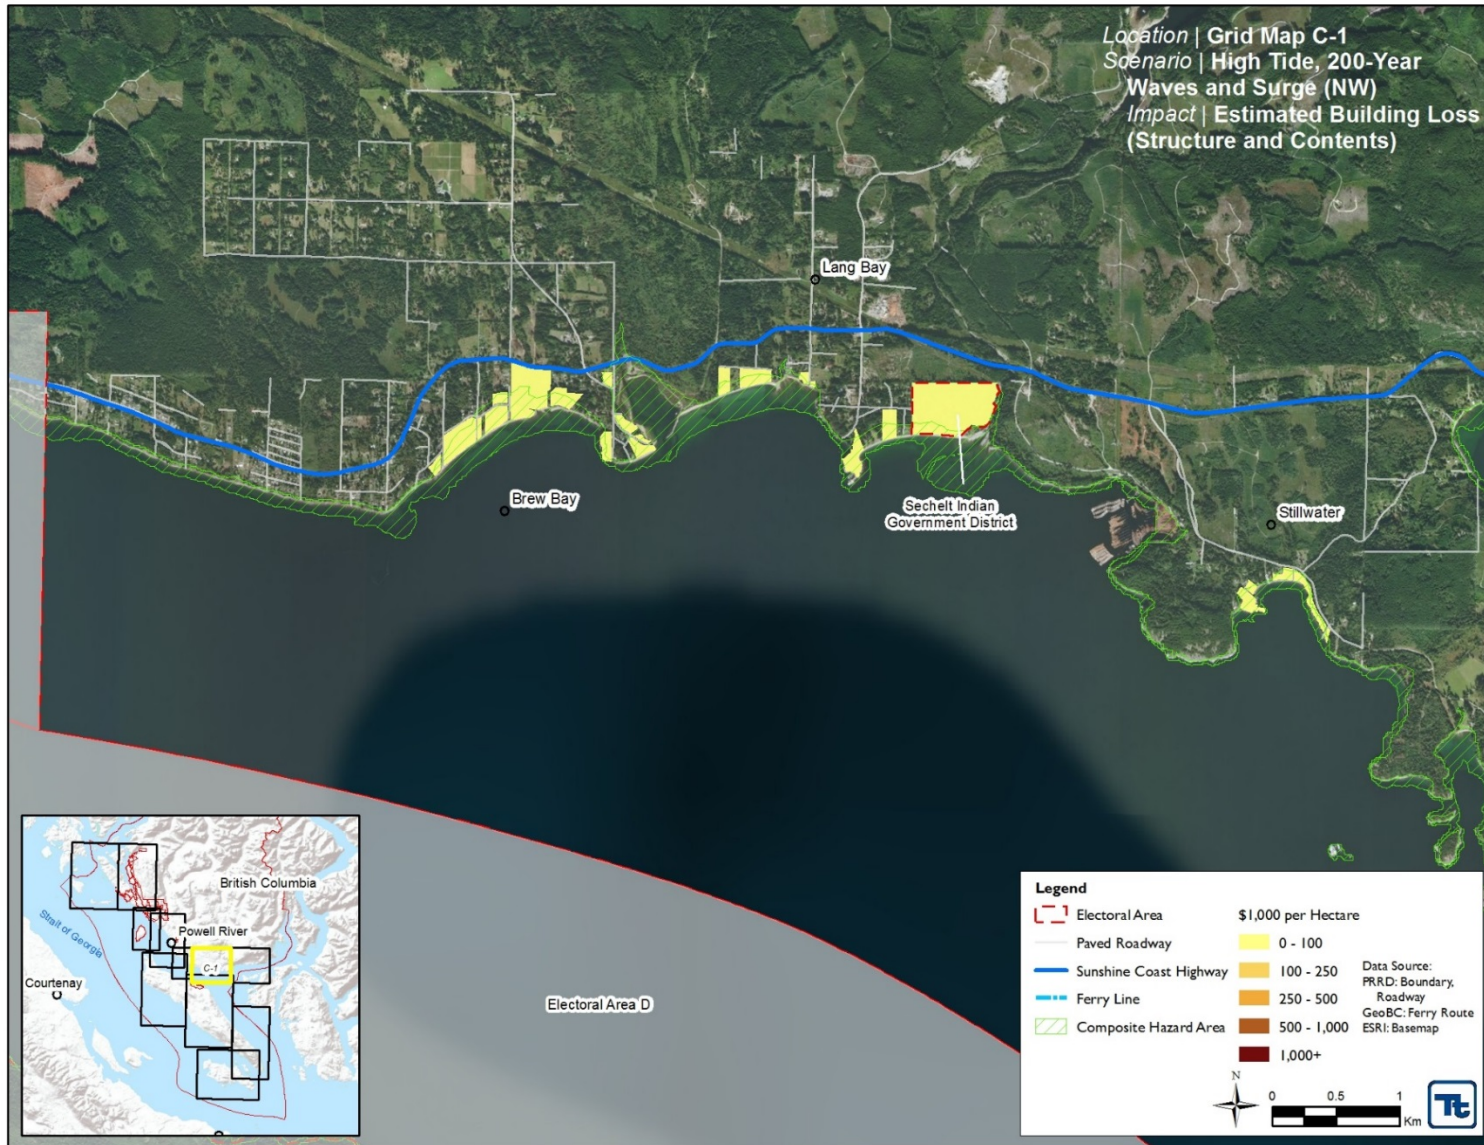 Location | Grid Map C-1
Scenario | High Tide, 200-Year
Waves and Surge (NW)
Impact | Estimated Building Loss
(Structure and Contents)
Lang Bay
Brew Bay
Sechelt Indian
Government District
Stillwater
Electoral Area D
British Columbia
Strait of Georgia
Powell River
C-1
Courtenay
Legend
Electoral Area
Paved Roadway
Sunshine Coast Highway
Ferry Line
Composite Hazard Area
$1,000 per Hectare
0 - 100
100 - 250
250 - 500
500 - 1,000
1,000+
Data Source:
PRRD: Boundary,
Roadway
GeoBC: Ferry Route
ESRI: Basemap
N
0 0.5 1
Km
Tt